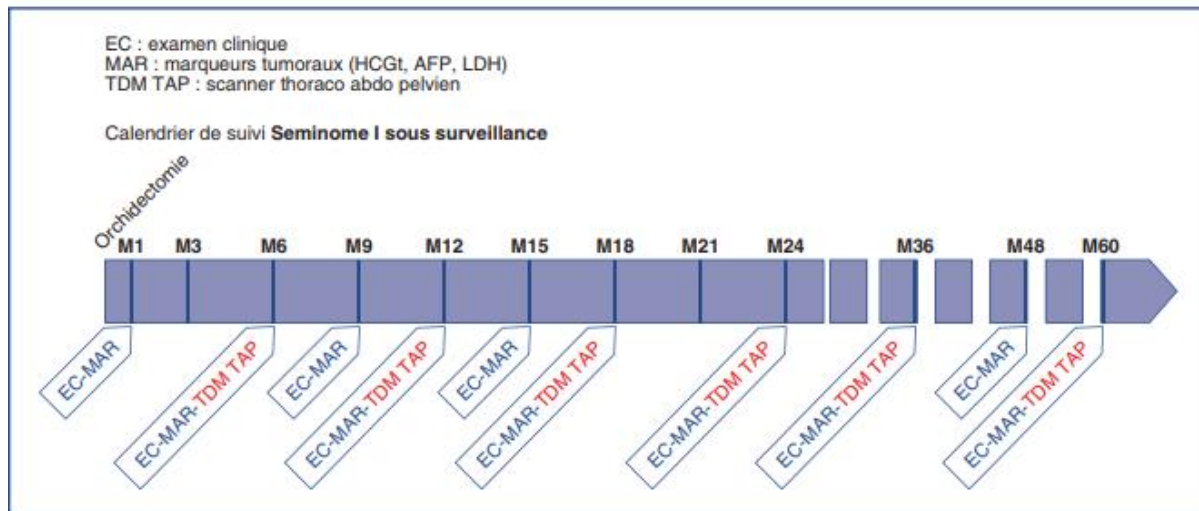 EC : examen clinique
MAR : marqueurs tumoraux (HCGt, AFP, LDH)
TDM TAP : scanner thoraco abdo pelvien
Calendrier de suivi Seminome I sous surveillance
Orchidectomie
M1 M3 M6 M9 M12 M15 M18 M21 M24 M36 M48 M60
EC-MAR
EC-MAR-TDM TAP
EC-MAR
EC-MAR-TDM TAP
EC-MAR
EC-MAR-TDM TAP
EC-MAR-TDM TAP
EC-MAR-TDM TAP
EC-MAR
EC-MAR-TDM TAP